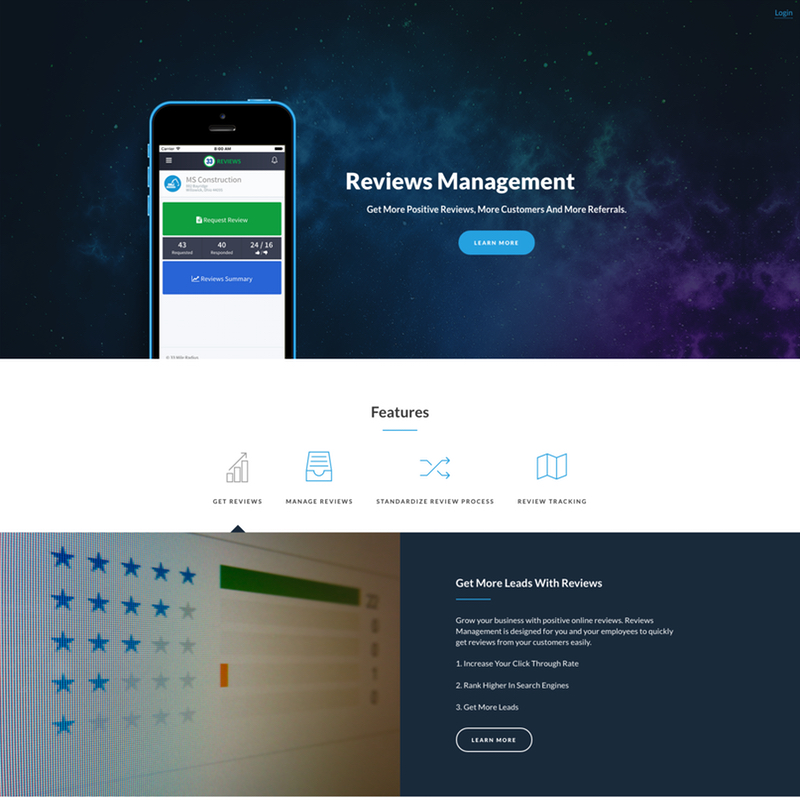 Login
Carrier 8:00 AM
33 REVIEWS
MS Construction
Request Review
43 40 24 / 16
Requested Responded
Reviews Summary
Reviews Management
Get More Positive Reviews, More Customers And More Referrals.
LEARN MORE
Features
GET REVIEWS
MANAGE REVIEWS
STANDARDIZE REVIEW PROCESS
REVIEW TRACKING
Get More Leads With Reviews
Grow your business with positive online reviews. Reviews
Management is designed for you and your employees to quickly
get reviews from your customers easily.
1. Increase Your Click Through Rate
2. Rank Higher In Search Engines
3. Get More Leads
LEARN MORE